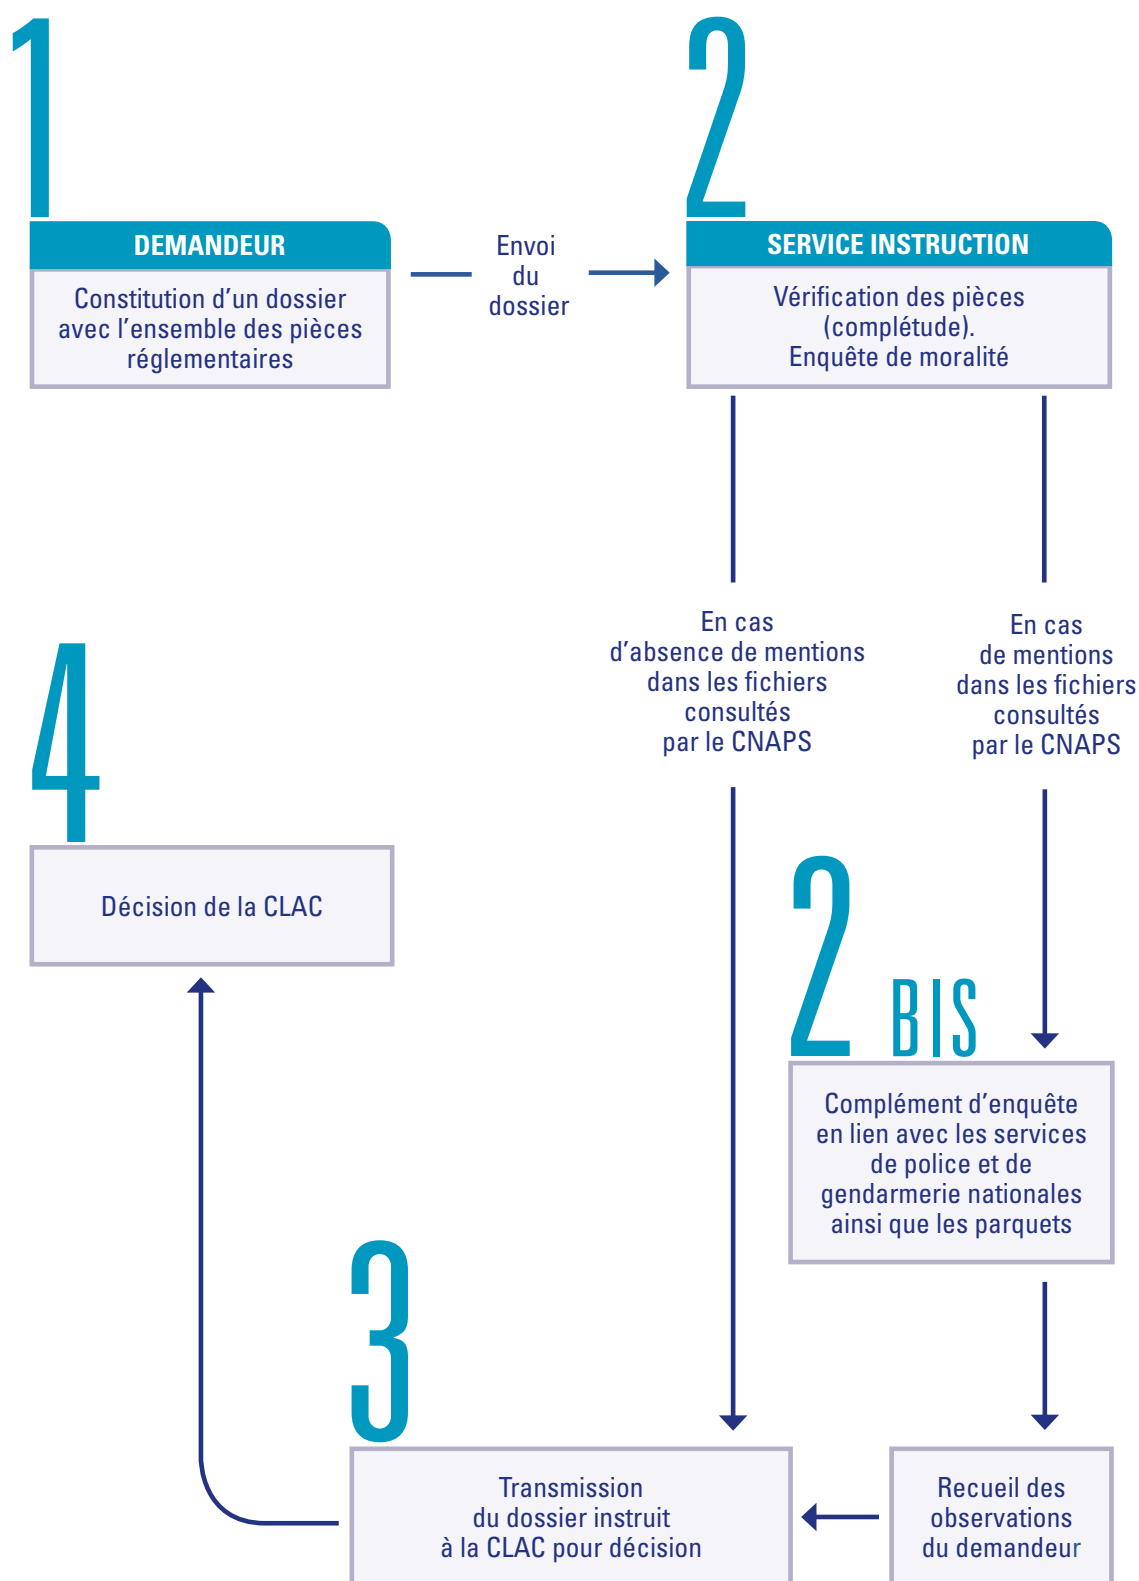 1
DEMANDEUR
Constitution d'un dossier
avec l'ensemble des pièces
réglementaires
Envoi
du
dossier
2
SERVICE INSTRUCTION
Vérification des pièces
(complétude).
Enquête de moralité
En cas
d'absence de mentions
dans les fichiers
consultés
par le CNAPS
En cas
de mentions
dans les fichiers
consultés
par le CNAPS
2 BIS
Complément d'enquête
en lien avec les services
de police et de
gendarmerie nationales
ainsi que les parquets
Recueil des
observations
du demandeur
3
Transmission
du dossier instruit
à la CLAC pour décision
4
Décision de la CLAC